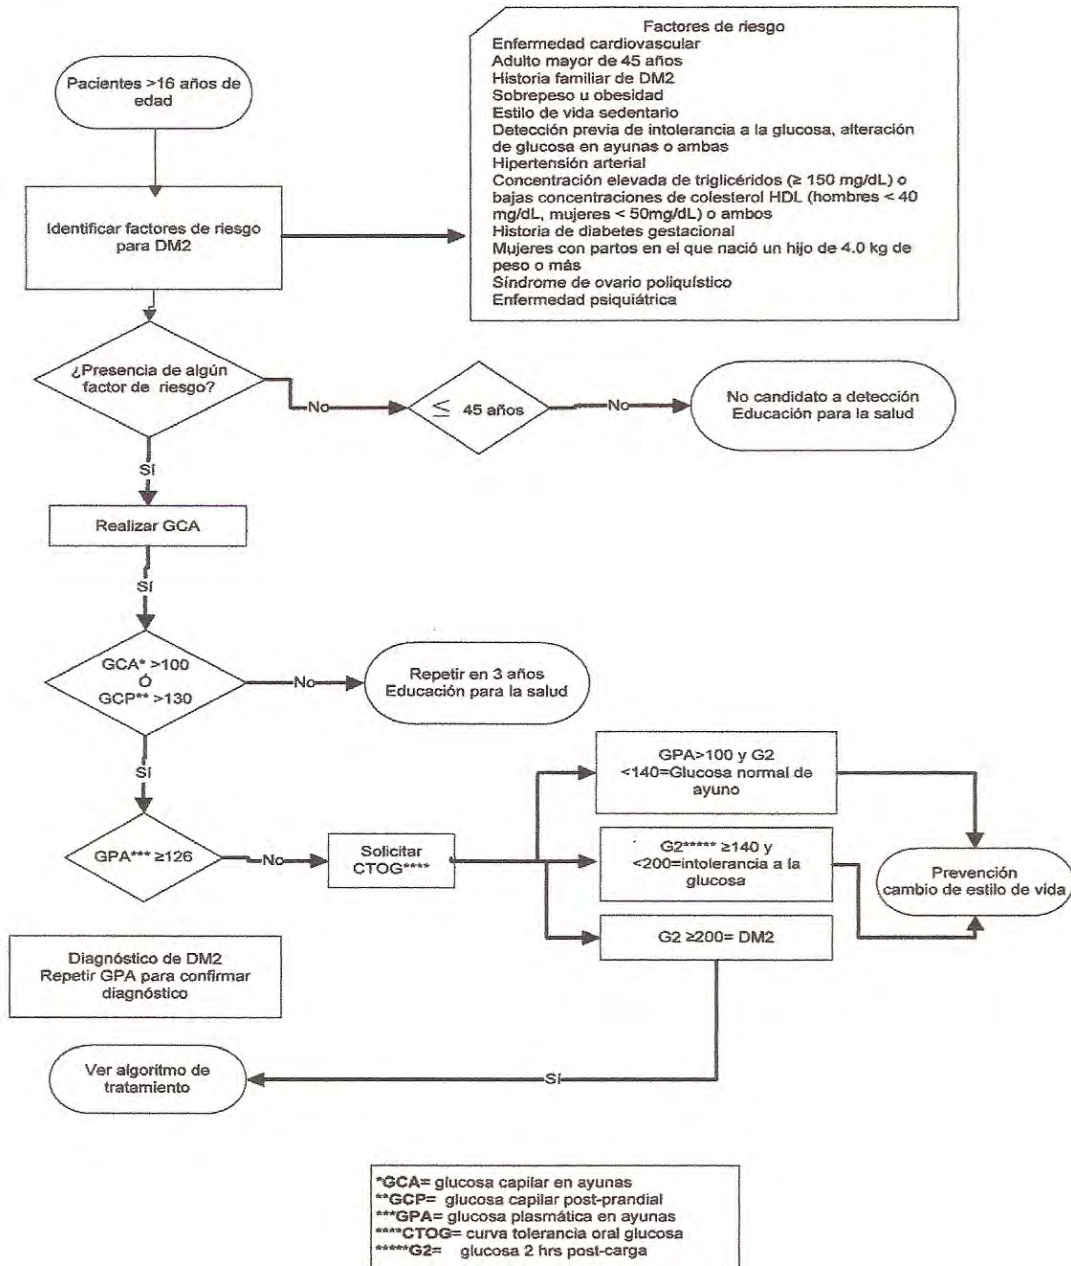 Factores de riesgo
Enfermedad cardiovascular
Adulto mayor de 45 años
Historia familiar de DM2
Sobrepeso u obesidad
Estilo de vida sedentario
Detección previa de intolerancia a la glucosa, alteración
de glucosa en ayunas o ambas
Hipertensión arterial
Concentración elevada de triglicéridos (≥ 150 mg/dL) o
bajas concentraciones de colesterol HDL (hombres < 40
mg/dL, mujeres < 50mg/dL) o ambos
Historia de diabetes gestacional
Mujeres con partos en el que nació un hijo de 4.0 kg de
peso o más
Síndrome de ovario poliquístico
Enfermedad psiquiátrica
Pacientes >16 años de
edad
Identificar factores de riesgo
para DM2
¿Presencia de algún
factor de riesgo?
No
≤ 45 años
No
No candidato a detección
Educación para la salud
Sí
Realizar GCA
Sí
GCA* >100
Ó
GCP** >130
No
Repetir en 3 años
Educación para la salud
Sí
GPA*** ≥126
No
Solicitar
CTOG****
GPA>100 y G2
<140=Glucosa normal de
ayuno
G2***** ≥140 y
<200=intolerancia a la
glucosa
G2 ≥200= DM2
Prevención
cambio de estilo de vida
Diagnóstico de DM2
Repetir GPA para confirmar
diagnóstico
Sí
Ver algoritmo de
tratamiento
*GCA= glucosa capilar en ayunas
**GCP= glucosa capilar post-prandial
***GPA= glucosa plasmática en ayunas
****CTOG= curva tolerancia oral glucosa
*****G2= glucosa 2 hrs post-carga